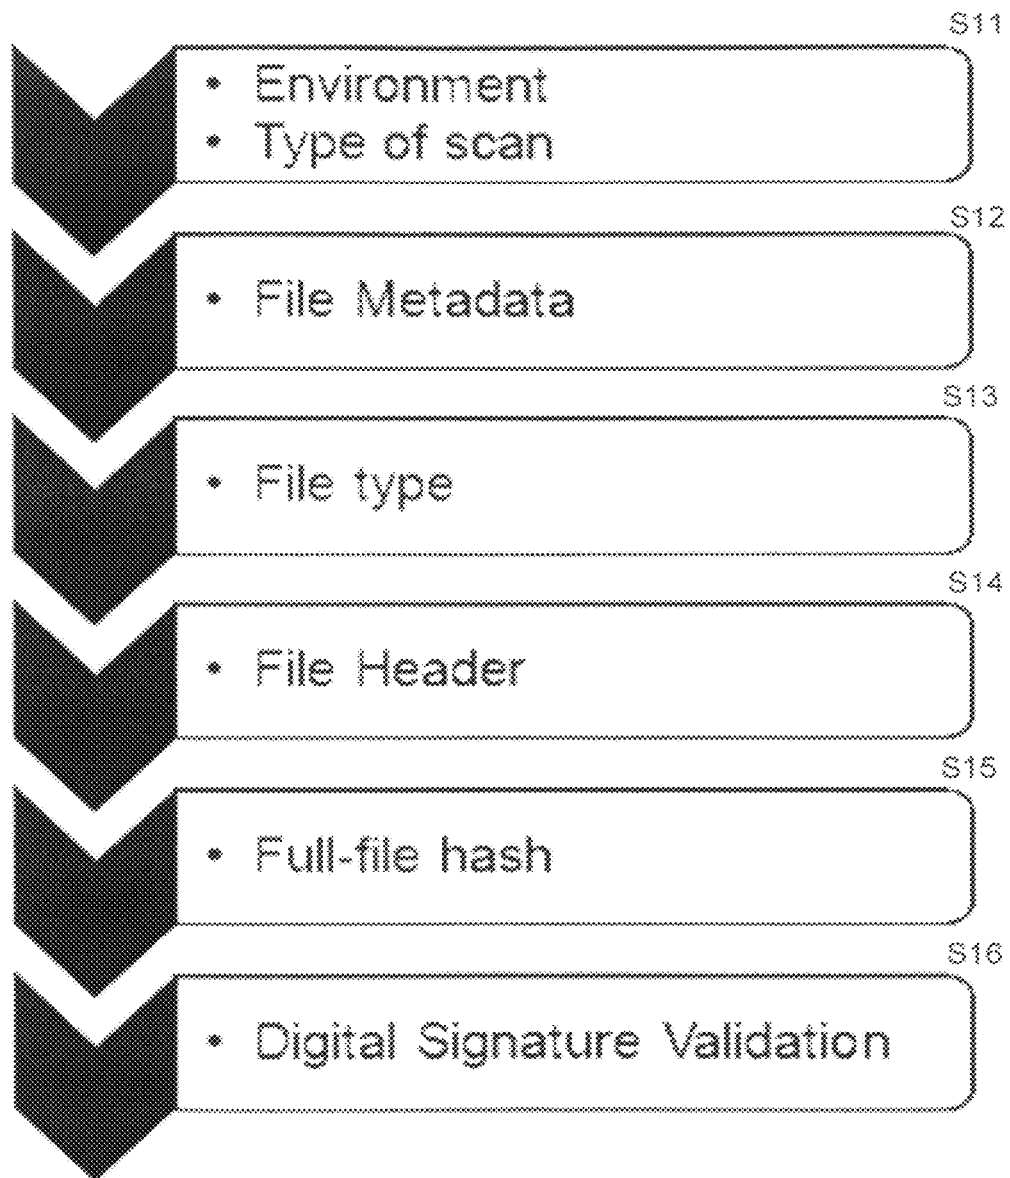 S11
• Environment
• Type of scan
S12
• File Metadata
S13
• File type
S14
• File Header
S15
• Full-file hash
S16
• Digital Signature Validation